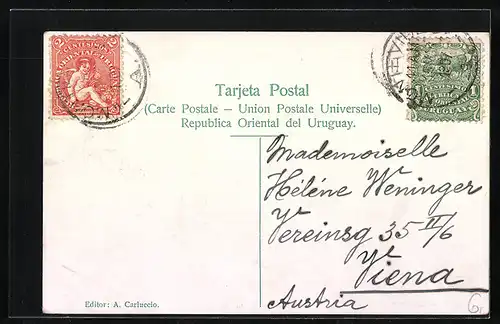 Tarjeta Postal
(Carte Postale – Union Postale Universelle)
Republica Oriental del Uruguay.
Mademoiselle
Héléne Weninger
Vereinsg 35 II/6
Viena
Austria
Editor: A. Carluccio.